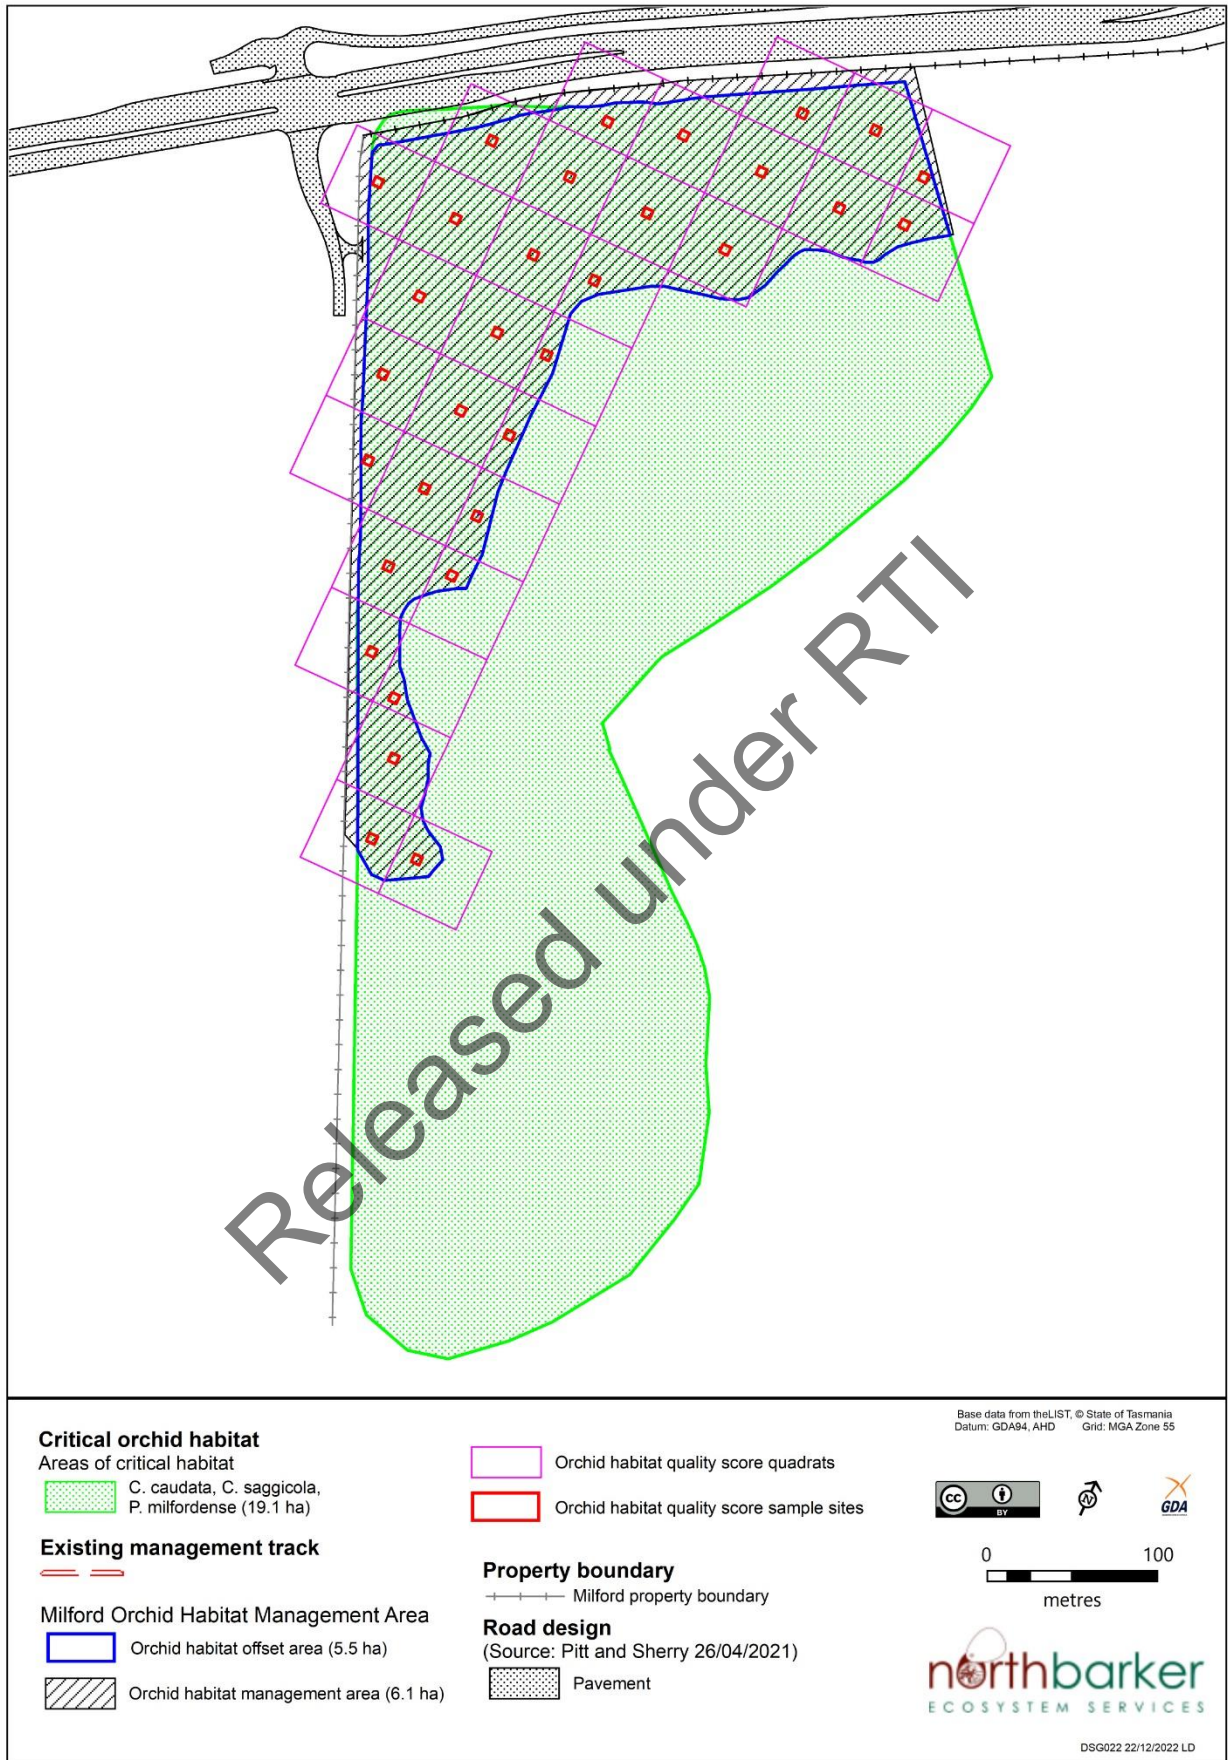 Released under RTI
Critical orchid habitat
Areas of critical habitat
C. caudata, C. saggicola,
P. milfordense (19.1 ha)
Existing management track
Milford Orchid Habitat Management Area
Orchid habitat offset area (5.5 ha)
Orchid habitat management area (6.1 ha)
Orchid habitat quality score quadrats
Orchid habitat quality score sample sites
Property boundary
Milford property boundary
Road design
(Source: Pitt and Sherry 26/04/2021)
Pavement
Base data from theLIST, © State of Tasmania
Datum: GDA94, AHD Grid: MGA Zone 55
cc
BY
N
GDA
0 100
metres
northbarker
ECOSYSTEM SERVICES
DSG022 22/12/2022 LD